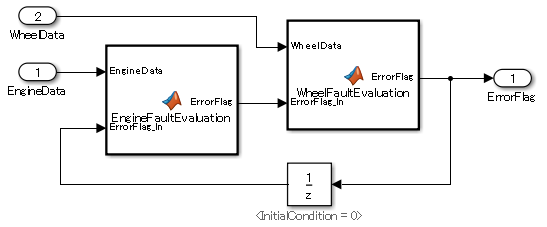 2
WheelData
1
EngineData
EngineData
ErrorFlag
EngineFaultEvaluation
ErrorFlag_In
WheelData
ErrorFlag
WheelFaultEvaluation
ErrorFlag_In
1
ErrorFlag
1
z
<InitialCondition = 0>